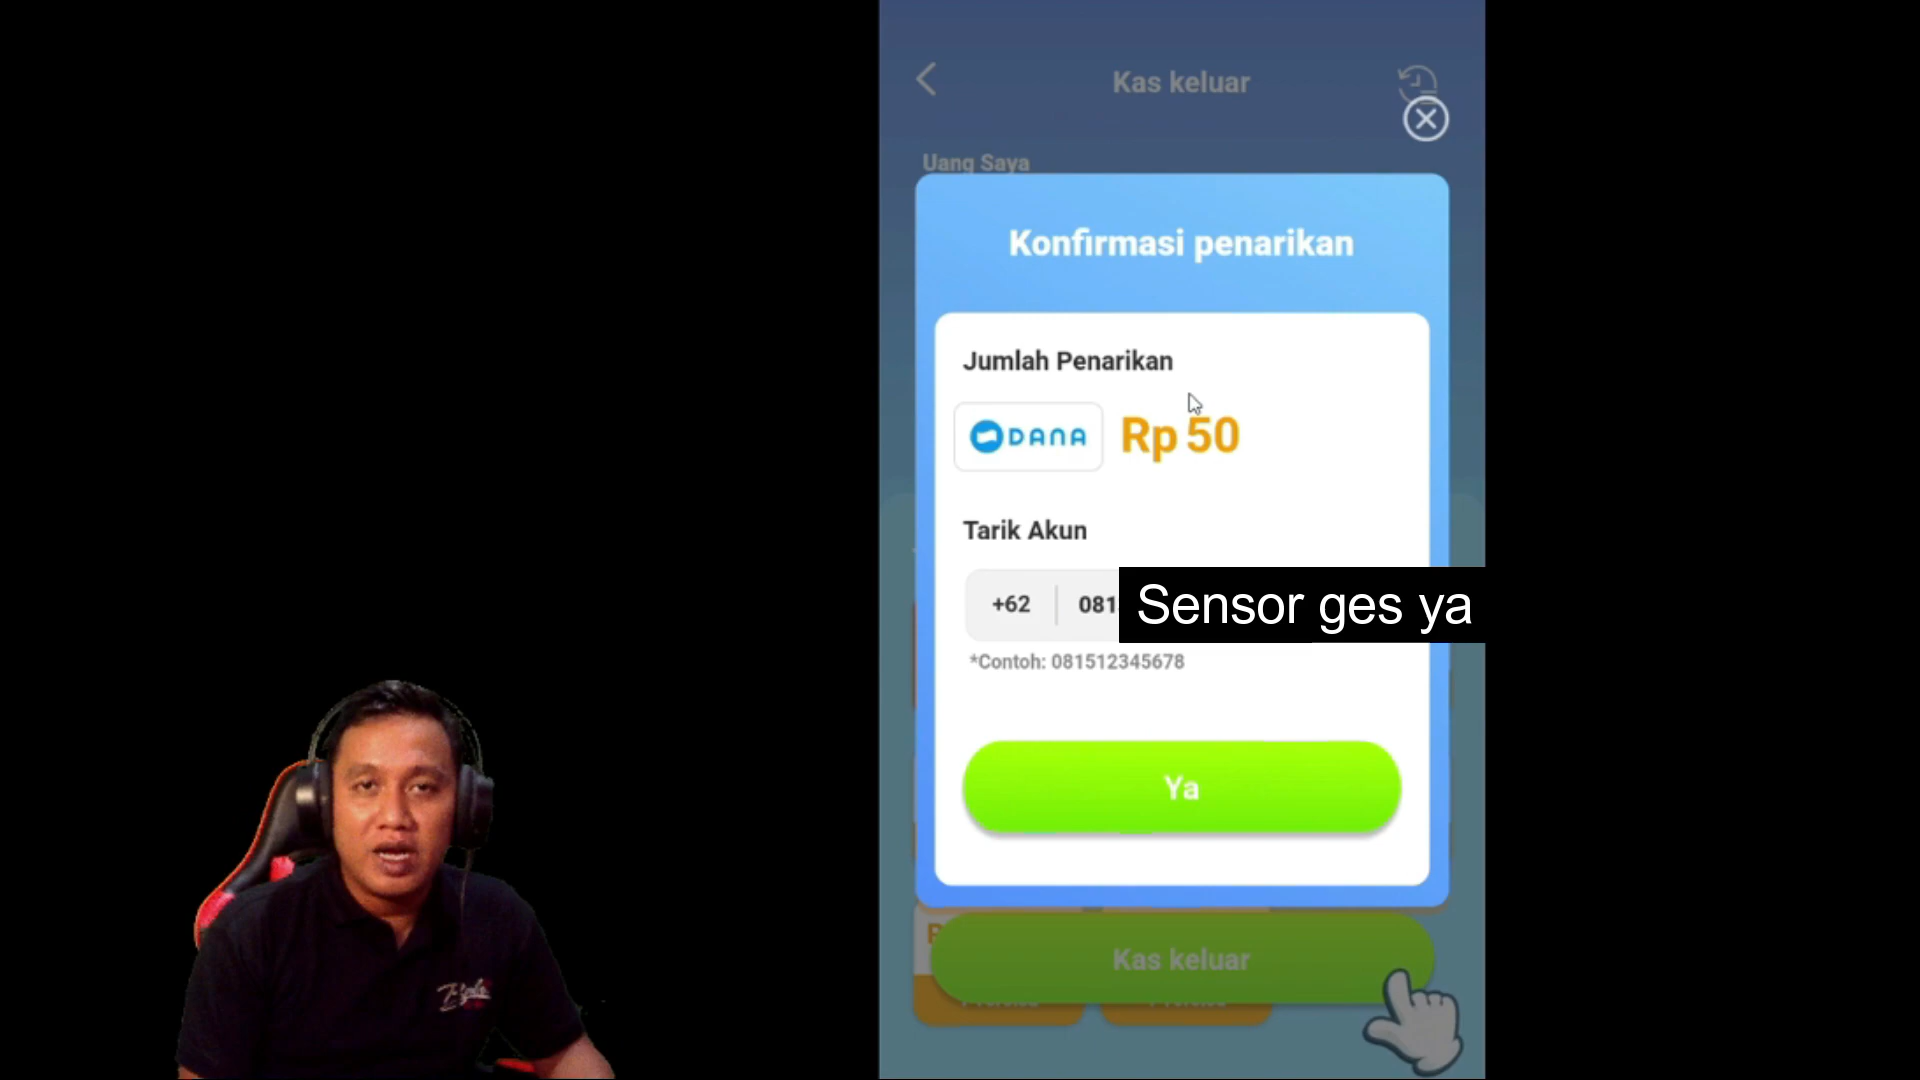 Kas keluar
Uang Saya
Konfirmasi penarikan
Jumlah Penarikan
DANA Rp 50
Tarik Akun
+62 081
Sensor ges ya
*Contoh: 081512345678
Ya
Kas keluar